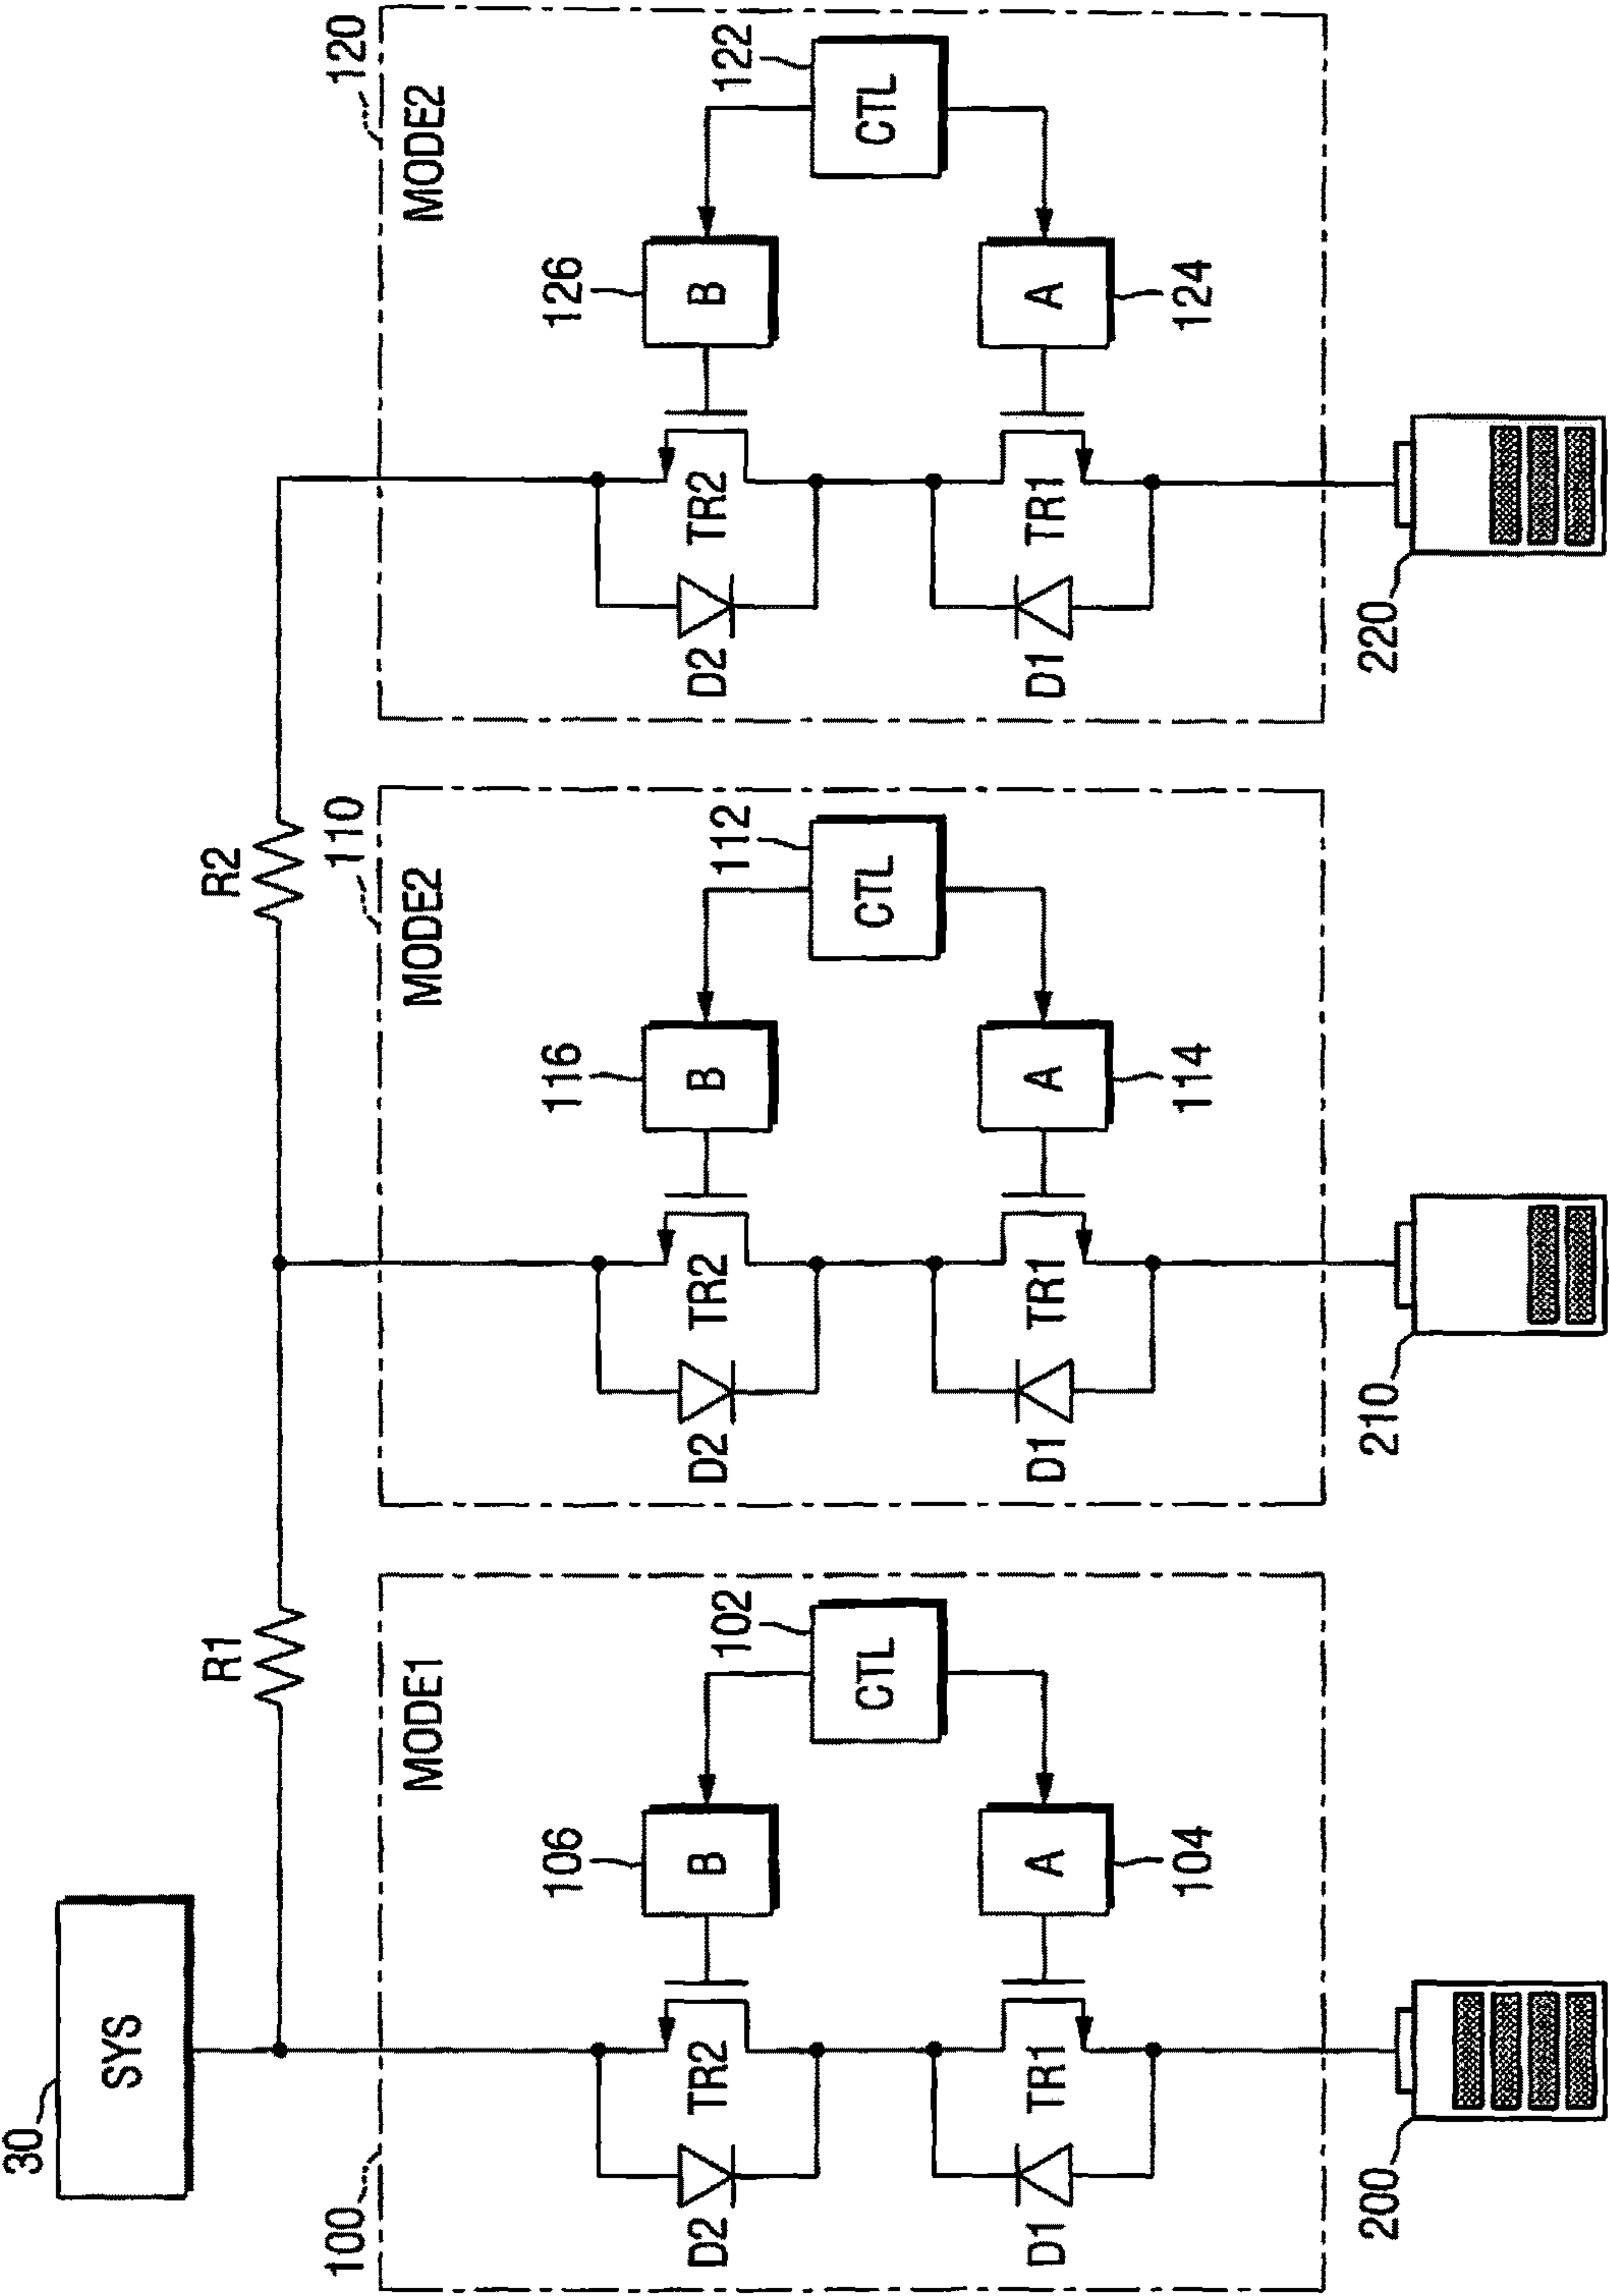 30
SYS
R1
R2
100
MODE1
106
B
102
CTL
TR2
D2
104
A
TR1
D1
200
110
MODE2
116
B
112
CTL
TR2
D2
114
A
TR1
D1
210
120
MODE2
126
B
122
CTL
TR2
D2
124
A
TR1
D1
220